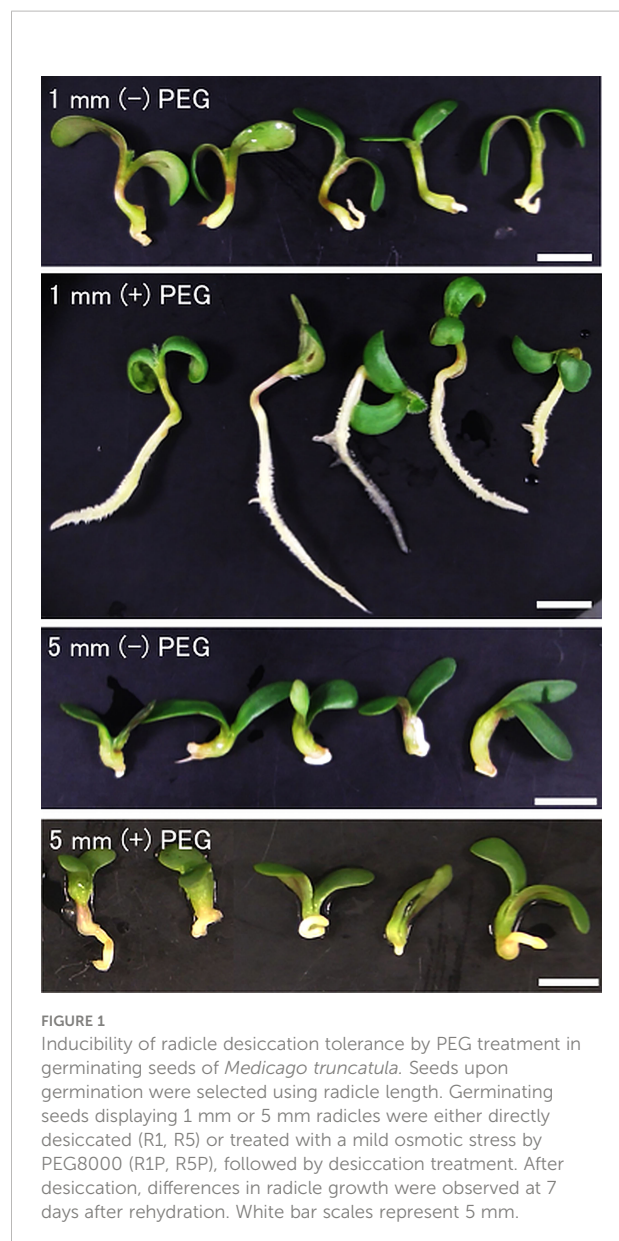 1 mm (−) PEG
1 mm (+) PEG
5 mm (−) PEG
5 mm (+) PEG
FIGURE 1
Inducibility of radicle desiccation tolerance by PEG treatment in
germinating seeds of Medicago truncatula. Seeds upon
germination were selected using radicle length. Germinating
seeds displaying 1 mm or 5 mm radicles were either directly
desiccated (R1, R5) or treated with a mild osmotic stress by
PEG8000 (R1P, R5P), followed by desiccation treatment. After
desiccation, differences in radicle growth were observed at 7
days after rehydration. White bar scales represent 5 mm.